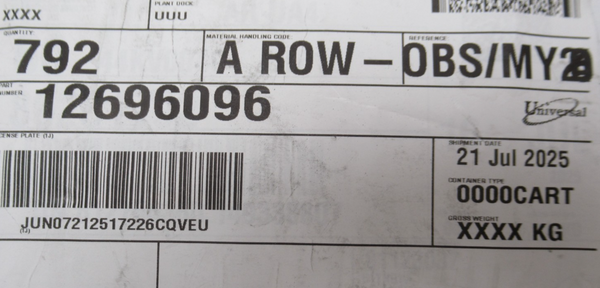 XXXX
PLANT DOCK
UUU
QUANTITY
792
MATERIAL HANDLING CODE
A ROW –
REFERENCE
OBS/MY
PART NUMBER
12696096
Universal
LICENSE PLATE (1J)
JUN07212517226CQVEU
(1J)
SHIPMENT DATE
21 Jul 2025
CONTAINER TYPE
0000CART
GROSS WEIGHT
XXXX KG